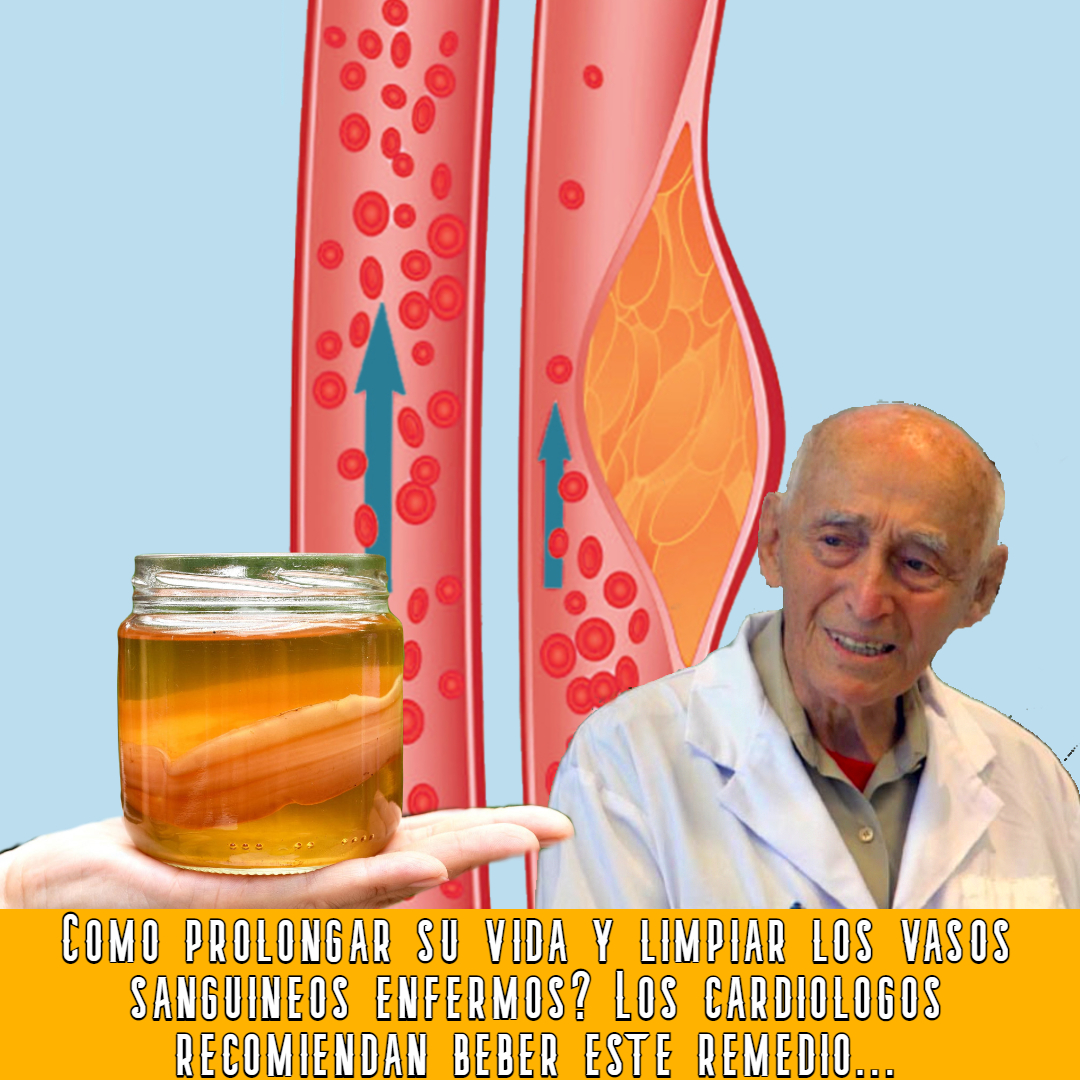 Como prolongar su vida y limpiar los vasos
sanguineos enfermos? Los cardiologos
recomiendan beber este remedio...